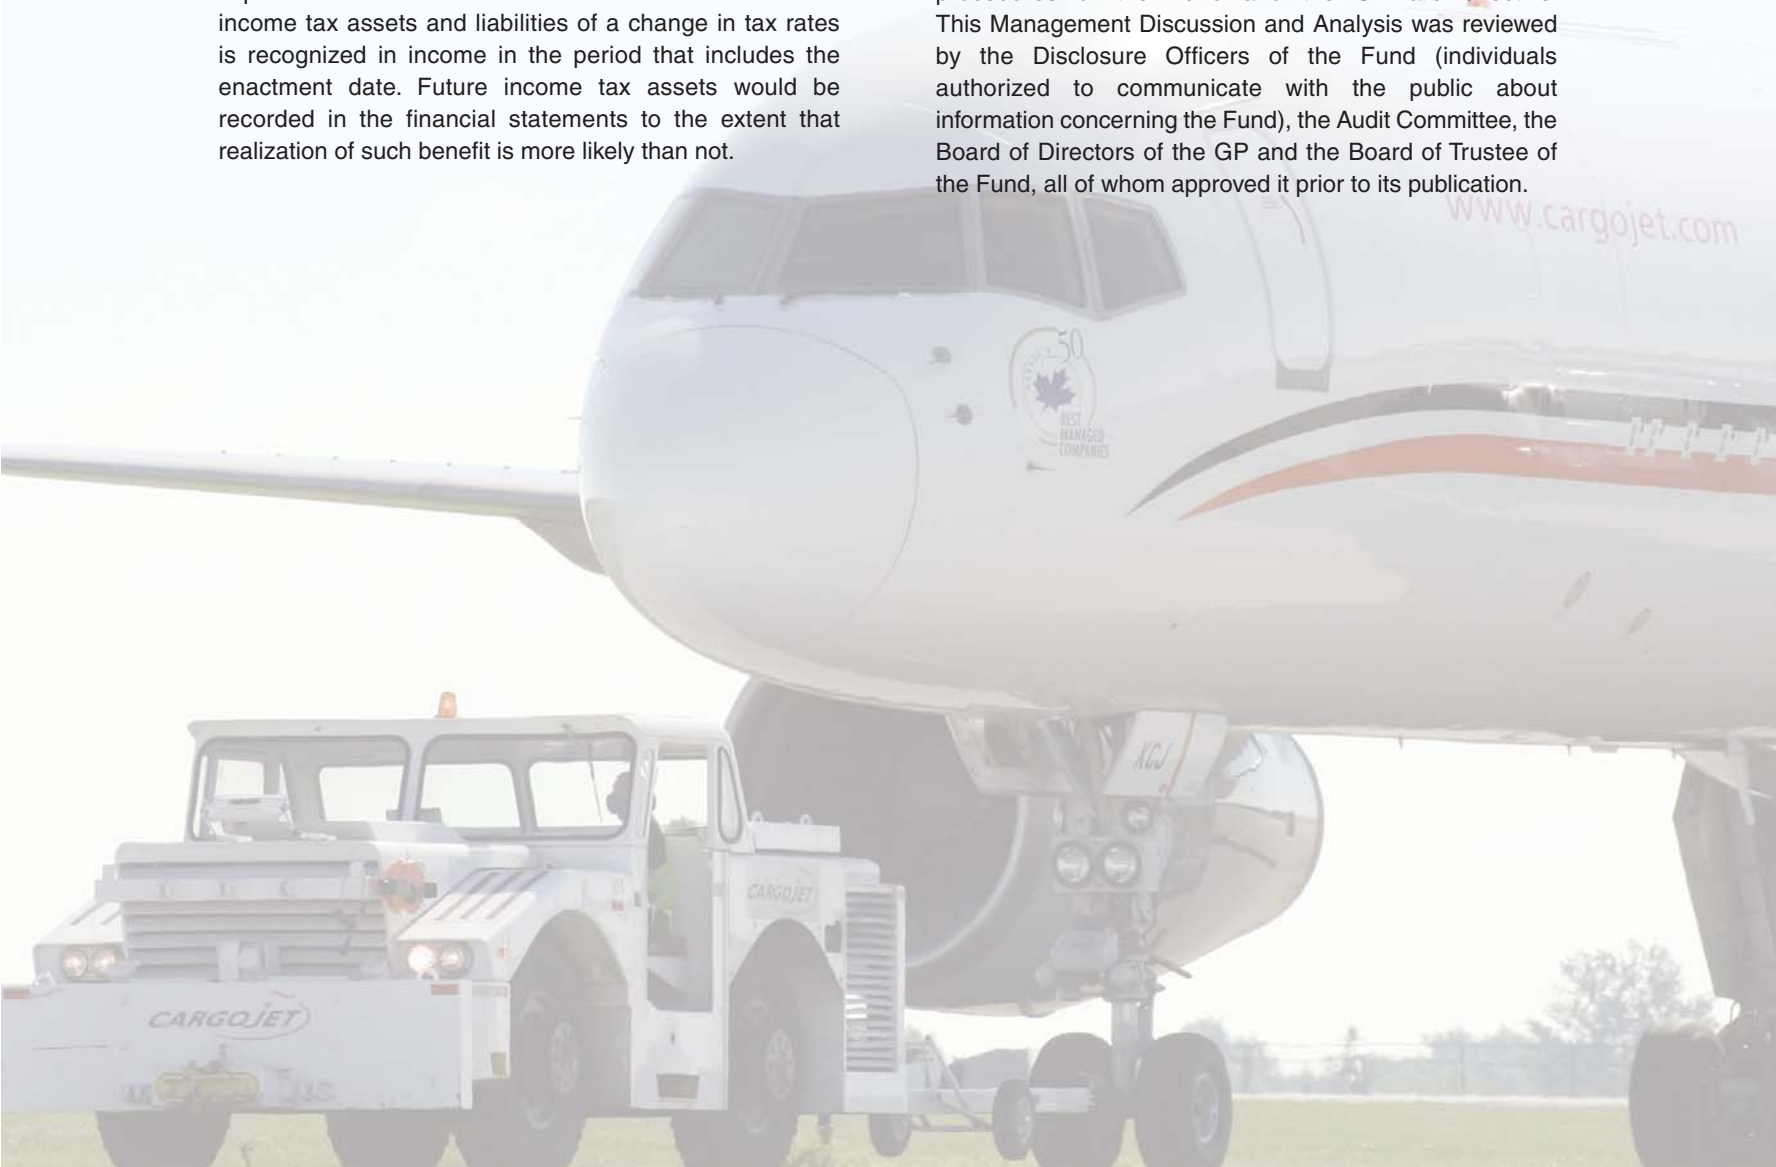 income tax assets and liabilities of a change in tax rates
is recognized in income in the period that includes the
enactment date. Future income tax assets would be
recorded in the financial statements to the extent that
realization of such benefit is more likely than not.
This Management Discussion and Analysis was reviewed
by the Disclosure Officers of the Fund (individuals
authorized to communicate with the public about
information concerning the Fund), the Audit Committee, the
Board of Directors of the GP and the Board of Trustee of
the Fund, all of whom approved it prior to its publication.
www.cargojet.com
50
BEST
MANAGED
COMPANIES
XCJ
CARGOJET
CARGOJET